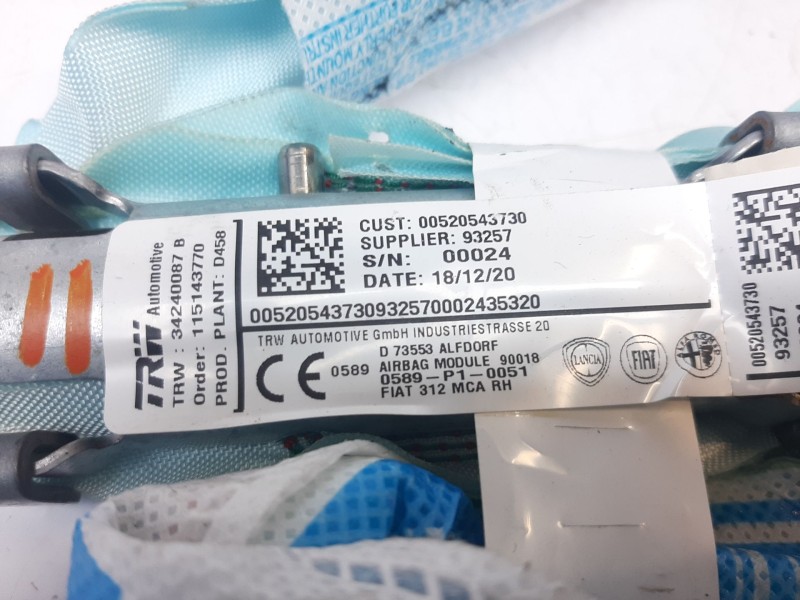 TRW Automotive
TRW : 34240087 B
Order: 115143770
PROD. PLANT: D458
CUST: 00520543730
SUPPLIER: 93257
S/N: 00024
DATE: 18/12/20
00520543730932570002435320
TRW AUTOMOTIVE GmbH INDUSTRIESTRASSE 20
D 73553 ALFDORF
CE 0589 AIRBAG MODULE 90018
0589-P1-0051
FIAT 312 MCA RH
LANCIA
FIAT
00520543730
93257